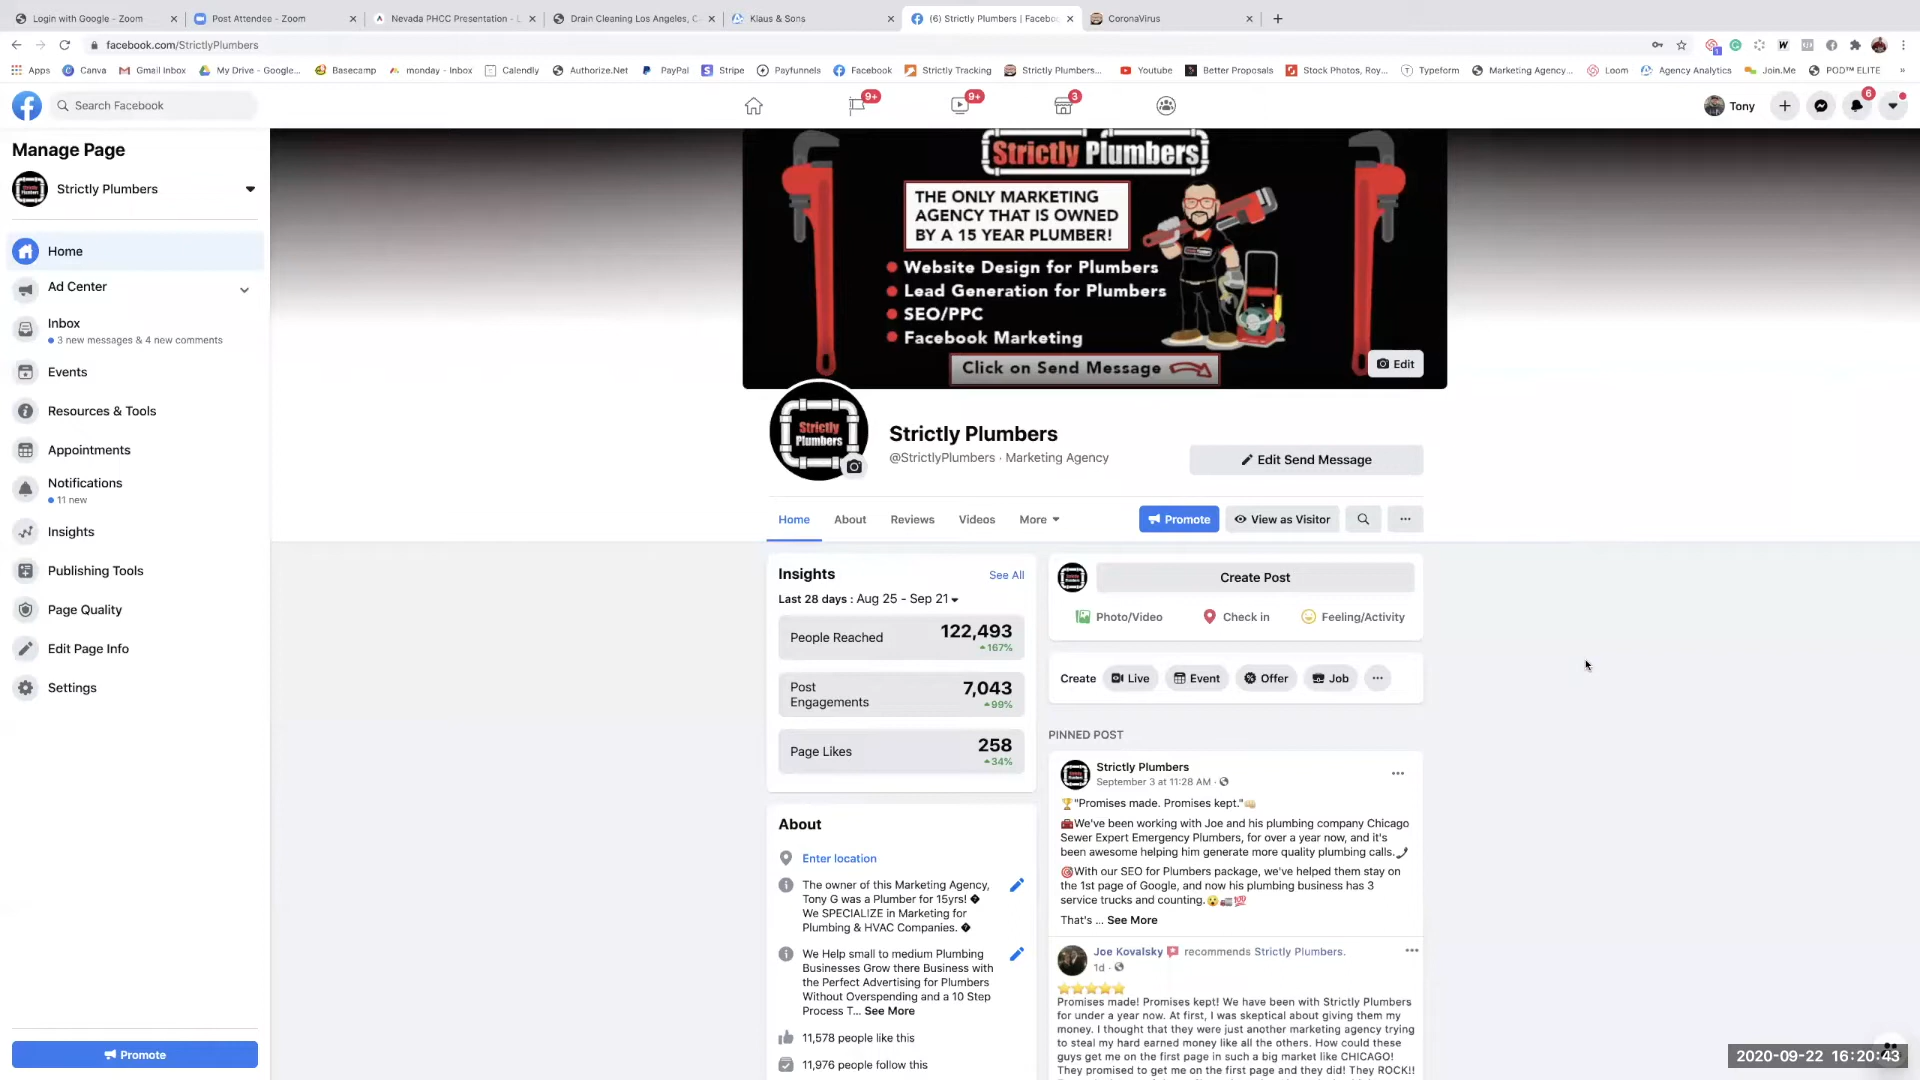 Login with Google - Zoom
Post Attendee - Zoom
Nevada PHCC Presentation - L
Drain Cleaning Los Angeles, C
Klaus & Sons
(6) Strictly Plumbers | Facebo
CoronaVirus
facebook.com/StrictlyPlumbers
Apps
Canva
Gmail Inbox
My Drive - Google...
Basecamp
monday - Inbox
Calendly
Authorize.Net
PayPal
Stripe
Payfunnels
Facebook
Strictly Tracking
Strictly Plumbers...
Youtube
Better Proposals
Stock Photos, Roy...
Typeform
Marketing Agency...
Loom
Agency Analytics
Join.Me
POD™ ELITE
»
Search Facebook
9+
9+
3
Tony
6
Manage Page
Strictly Plumbers
Home
Ad Center
Inbox
3 new messages & 4 new comments
Events
Resources & Tools
Appointments
Notifications
11 new
Insights
Publishing Tools
Page Quality
Edit Page Info
Settings
Promote
Strictly Plumbers
THE ONLY MARKETING
AGENCY THAT IS OWNED
BY A 15 YEAR PLUMBER!
Website Design for Plumbers
Lead Generation for Plumbers
SEO/PPC
Facebook Marketing
Click on Send Message
Edit
Strictly
Plumbers
Strictly Plumbers
@StrictlyPlumbers · Marketing Agency
Edit Send Message
Home
About
Reviews
Videos
More
Promote
View as Visitor
Insights
See All
Last 28 days : Aug 25 - Sep 21
People Reached
122,493
167%
Post
Engagements
7,043
99%
Page Likes
258
34%
About
Enter location
The owner of this Marketing Agency,
Tony G was a Plumber for 15yrs! �
We SPECIALIZE in Marketing for
Plumbing & HVAC Companies. �
We Help small to medium Plumbing
Businesses Grow there Business with
the Perfect Advertising for Plumbers
Without Overspending and a 10 Step
Process T... See More
11,578 people like this
11,976 people follow this
Create Post
Photo/Video
Check in
Feeling/Activity
Create
Live
Event
Offer
Job
PINNED POST
Strictly Plumbers
September 3 at 11:28 AM ·
🏆"Promises made. Promises kept."👊🏼
🧰We've been working with Joe and his plumbing company Chicago
Sewer Expert Emergency Plumbers, for over a year now, and it's
been awesome helping him generate more quality plumbing calls.
🎯With our SEO for Plumbers package, we've helped them stay on
the 1st page of Google, and now his plumbing business has 3
service trucks and counting.😮🚛💯
That's ... See More
Joe Kovalsky recommends Strictly Plumbers.
1d ·
⭐⭐⭐⭐⭐
Promises made! Promises kept! We have been with Strictly Plumbers
for under a year now. At first, I was skeptical about giving them my
money. I thought that they were just another marketing agency trying
to steal my hard earned money like all the others. How could these
guys get me on the first page in such a big market like CHICAGO!
They promised to get me on the first page and they did! They ROCK!!
2020-09-22 16:20:43